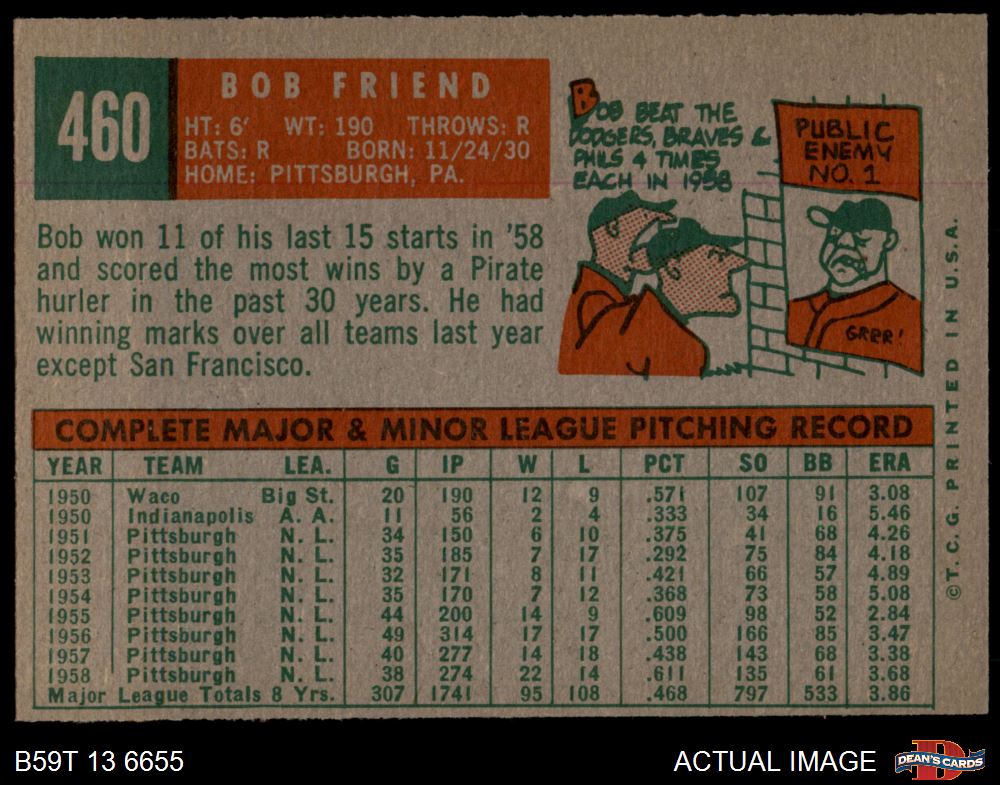 460
BOB FRIEND
HT: 6' WT: 190 THROWS: R
BATS: R BORN: 11/24/30
HOME: PITTSBURGH, PA.
BOB BEAT THE
DODGERS, BRAVES &
PHILS 4 TIMES
EACH IN 1958
PUBLIC
ENEMY
NO. 1
GRRR!
Bob won 11 of his last 15 starts in '58
and scored the most wins by a Pirate
hurler in the past 30 years. He had
winning marks over all teams last year
except San Francisco.
COMPLETE MAJOR & MINOR LEAGUE PITCHING RECORD
YEAR TEAM LEA. G IP W L PCT SO BB ERA
1950 Waco Big St. 20 190 12 9 .571 107 91 3.08
1950 Indianapolis A. A. 11 56 2 4 .333 34 16 5.46
1951 Pittsburgh N. L. 34 150 6 10 .375 41 68 4.26
1952 Pittsburgh N. L. 35 185 7 17 .292 75 84 4.18
1953 Pittsburgh N. L. 32 171 8 11 .421 66 57 4.89
1954 Pittsburgh N. L. 35 170 7 12 .368 73 58 5.08
1955 Pittsburgh N. L. 44 200 14 9 .609 98 52 2.84
1956 Pittsburgh N. L. 49 314 17 17 .500 166 85 3.47
1957 Pittsburgh N. L. 40 277 14 18 .438 143 68 3.38
1958 Pittsburgh N. L. 38 274 22 14 .611 135 61 3.68
Major League Totals 8 Yrs. 307 1741 95 108 .468 797 533 3.86
©T. C. G. PRINTED IN U.S.A.
B59T 13 6655
ACTUAL IMAGE
DEAN'S CARDS